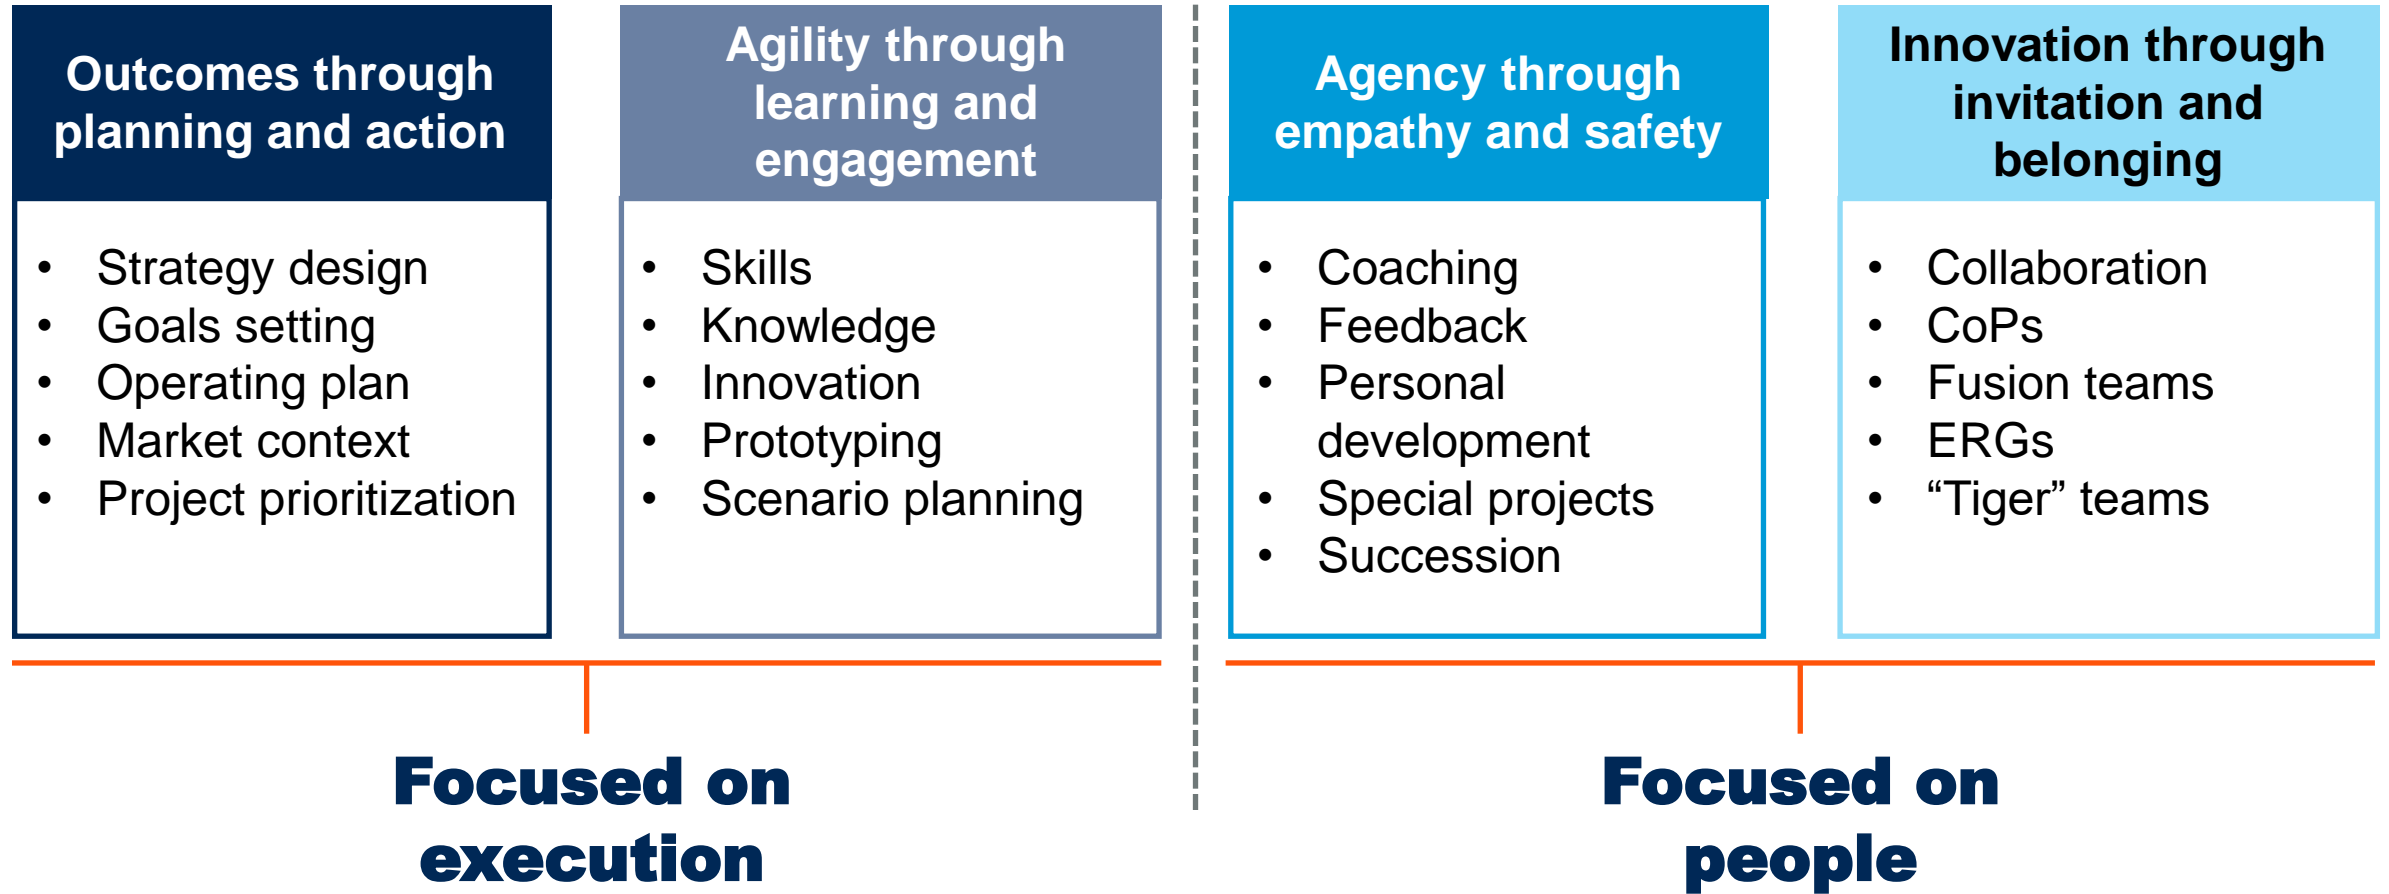 Outcomes through
planning and action
• Strategy design
• Goals setting
• Operating plan
• Market context
• Project prioritization
Agility through
learning and
engagement
• Skills
• Knowledge
• Innovation
• Prototyping
• Scenario planning
Focused on
execution
Agency through
empathy and safety
• Coaching
• Feedback
• Personal
development
• Special projects
• Succession
Innovation through
invitation and
belonging
• Collaboration
• CoPs
• Fusion teams
• ERGs
• “Tiger” teams
Focused on
people